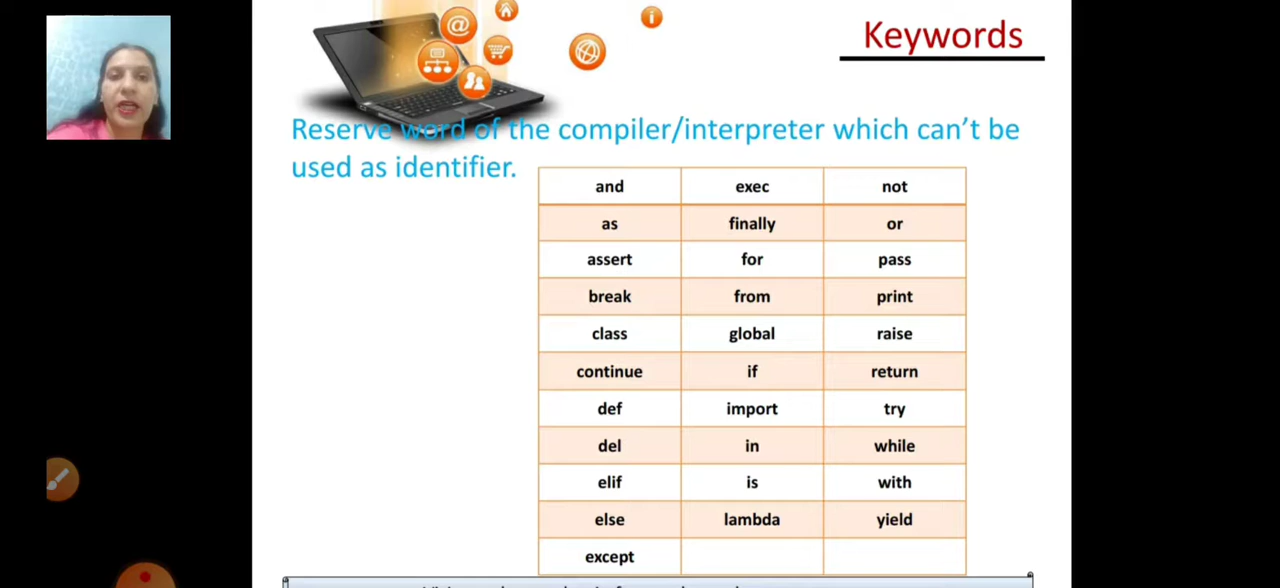 Keywords
Reserve word of the compiler/interpreter which can't be
used as identifier.
and exec not
as finally or
assert for pass
break from print
class global raise
continue if return
def import try
del in while
elif is with
else lambda yield
except